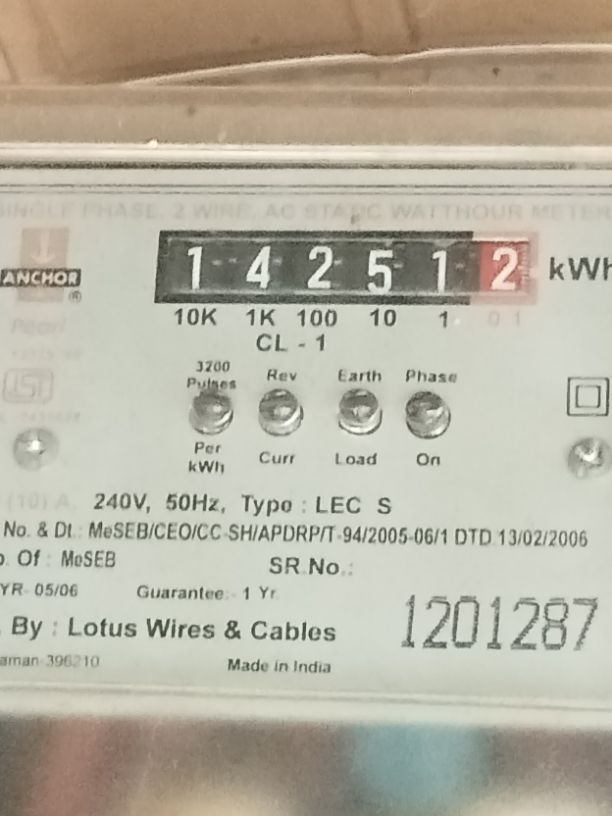 SINGLE PHASE, 2 WIRE, AC STATIC WATTHOUR METER
ANCHOR ®
Pearl
1 4 2 5 1 2 kWh
10K 1K 100 10 1 0.1
CL - 1
3200 Pulses Per kWh
Rev Curr
Earth Load
Phase On
(10) A, 240V, 50Hz, Type : LEC S
No. & Dt.: MeSEB/CEO/CC-SH/APDRP/T-94/2005-06/1 DTD 13/02/2006
Of : MeSEB SR.No.:
YR- 05/06 Guarantee:- 1 Yr.
1201287
By : Lotus Wires & Cables
aman-396210 Made in India